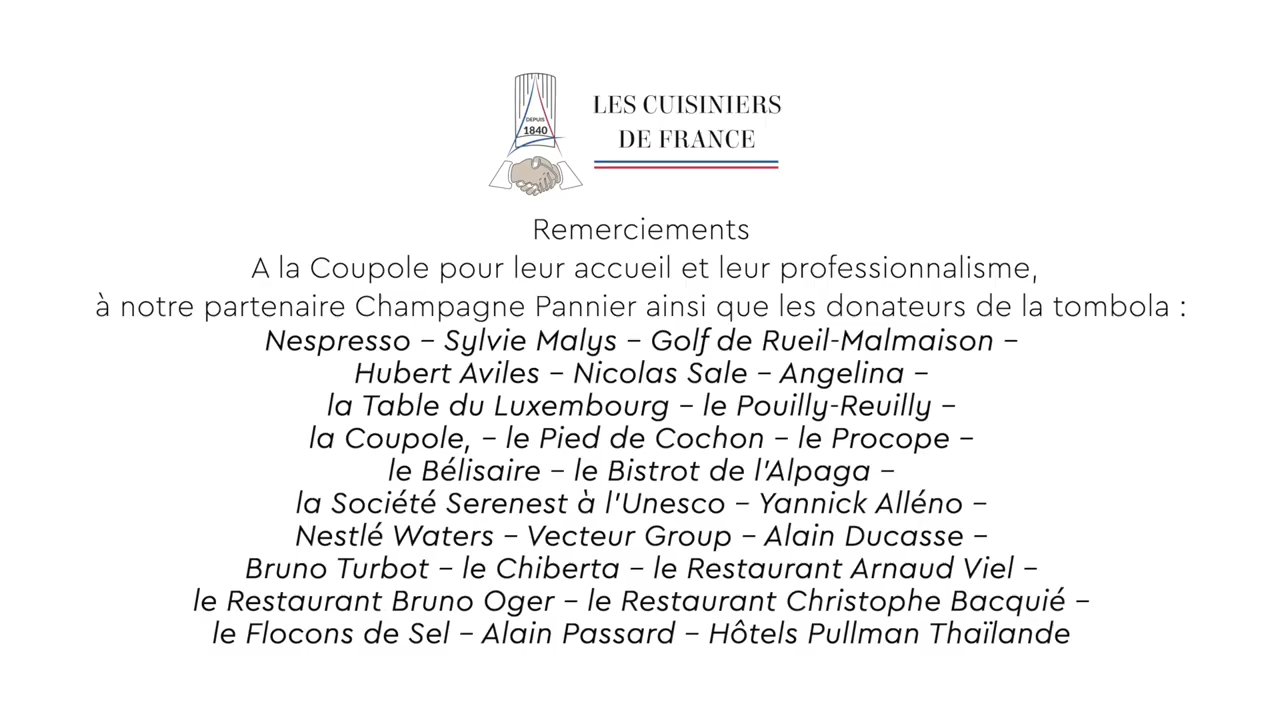 DEPUIS
1840
LES CUISINIERS
DE FRANCE
Remerciements
A la Coupole pour leur accueil et leur professionnalisme,
à notre partenaire Champagne Pannier ainsi que les donateurs de la tombola :
Nespresso – Sylvie Malys – Golf de Rueil-Malmaison –
Hubert Aviles – Nicolas Sale – Angelina –
la Table du Luxembourg – le Pouilly-Reuilly –
la Coupole, – le Pied de Cochon – le Procope –
le Bélisaire – le Bistrot de l'Alpaga –
la Société Serenest à l'Unesco – Yannick Alléno –
Nestlé Waters – Vecteur Group – Alain Ducasse –
Bruno Turbot – le Chiberta – le Restaurant Arnaud Viel –
le Restaurant Bruno Oger – le Restaurant Christophe Bacquié –
le Flocons de Sel – Alain Passard – Hôtels Pullman Thaïlande